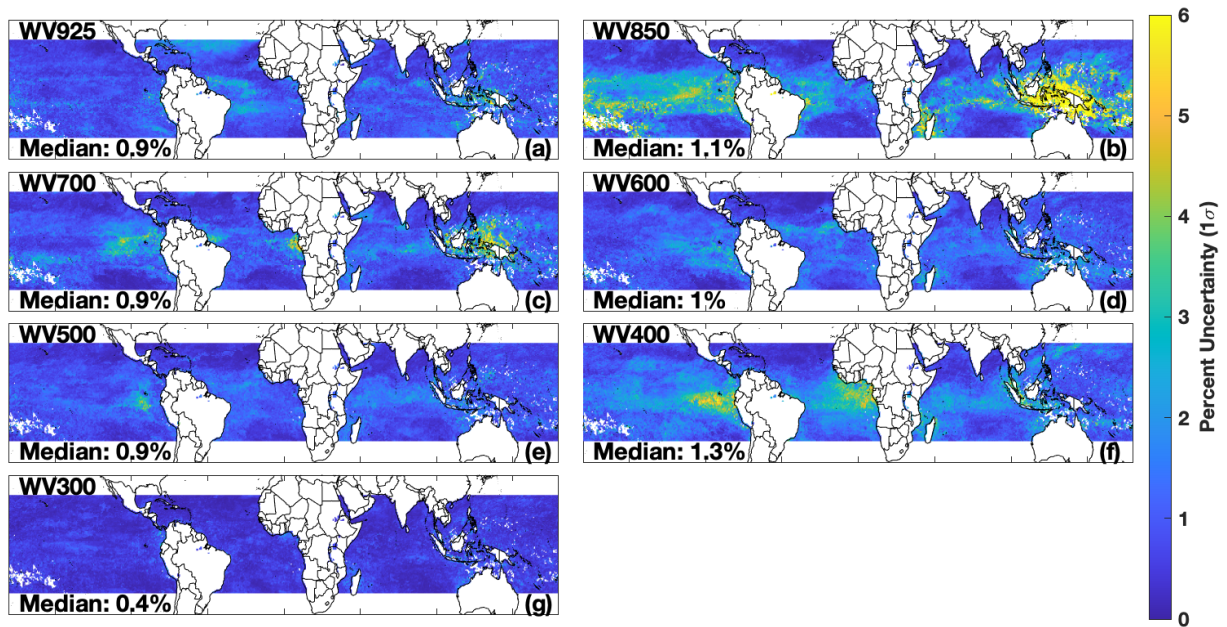 WV925
Median: 0.9%
(a)
WV850
Median: 1.1%
(b)
WV700
Median: 0.9%
(c)
WV600
Median: 1%
(d)
WV500
Median: 0.9%
(e)
WV400
Median: 1.3%
(f)
WV300
Median: 0.4%
(g)
6
5
4
3
2
1
0
Percent Uncertainty (1σ)